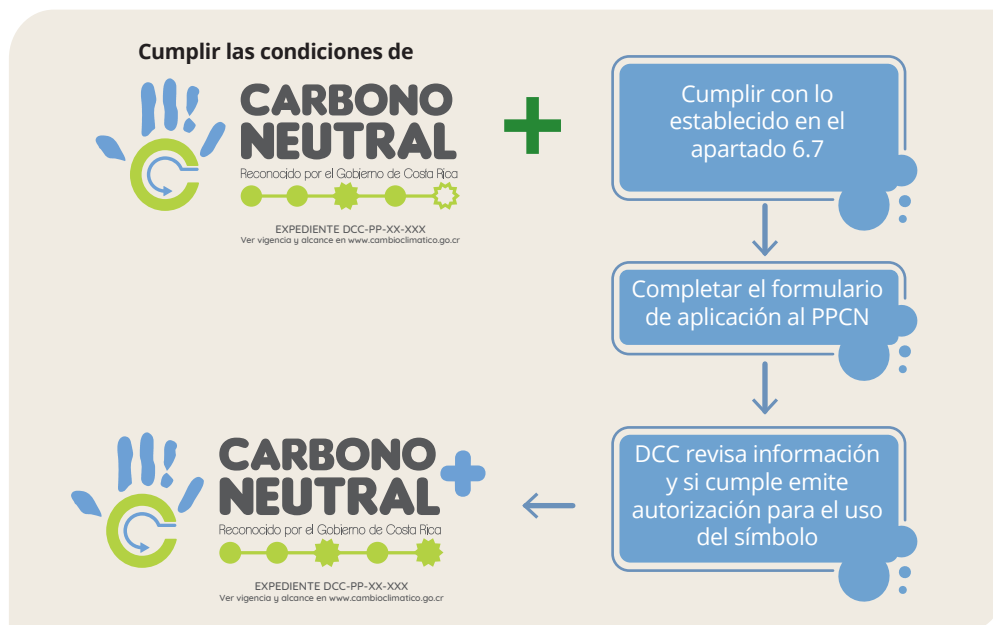 Cumplir las condiciones de
CARBONO
NEUTRAL
Reconocido por el Gobierno de Costa Rica
EXPEDIENTE DCC-PP-XX-XXX
Ver vigencia y alcance en www.cambioclimatico.go.cr
Cumplir con lo
establecido en el
apartado 6.7
Completar el formulario
de aplicación al PPCN
DCC revisa información
y si cumple emite
autorización para el uso
del símbolo
CARBONO
NEUTRAL
Reconocido por el Gobierno de Costa Rica
EXPEDIENTE DCC-PP-XX-XXX
Ver vigencia y alcance en www.cambioclimatico.go.cr